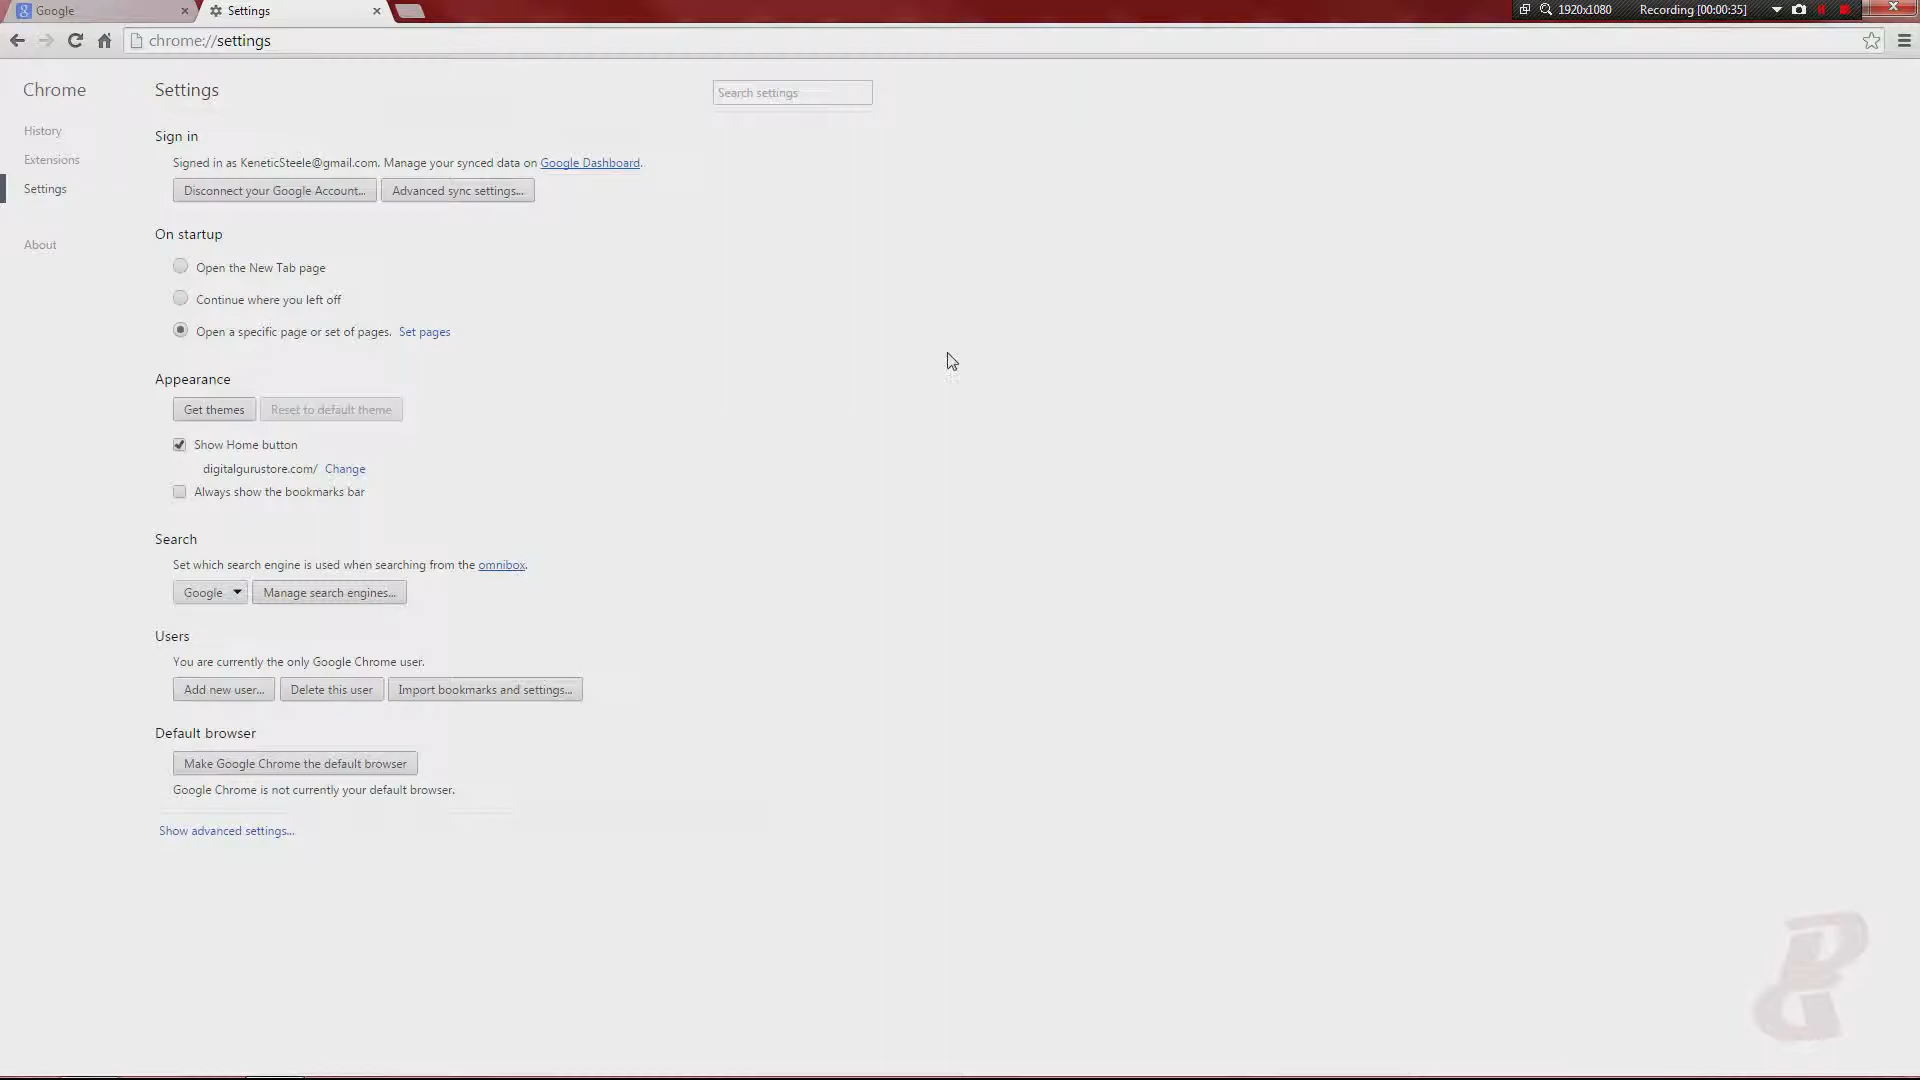 Google
Settings
1920x1080
Recording [00:00:35]
chrome://settings
Chrome
Settings
Search settings
History
Extensions
Settings
About
Sign in
Signed in as KeneticSteele@gmail.com. Manage your synced data on Google Dashboard.
Disconnect your Google Account...
Advanced sync settings...
On startup
Open the New Tab page
Continue where you left off
Open a specific page or set of pages. Set pages
Appearance
Get themes
Reset to default theme
Show Home button
digitalgurustore.com/ Change
Always show the bookmarks bar
Search
Set which search engine is used when searching from the omnibox.
Google
Manage search engines...
Users
You are currently the only Google Chrome user.
Add new user...
Delete this user
Import bookmarks and settings...
Default browser
Make Google Chrome the default browser
Google Chrome is not currently your default browser.
Show advanced settings...